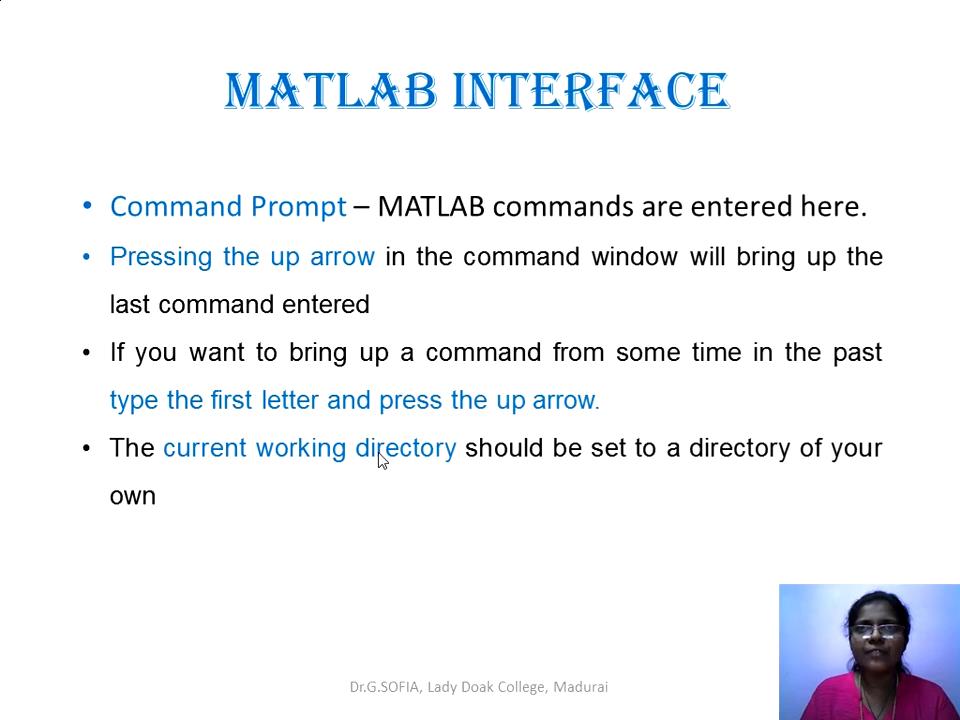 MATLAB INTERFACE
• Command Prompt – MATLAB commands are entered here.
• Pressing the up arrow in the command window will bring up the
last command entered
• If you want to bring up a command from some time in the past
type the first letter and press the up arrow.
• The current working directory should be set to a directory of your
own
Dr.G.SOFIA, Lady Doak College, Madurai